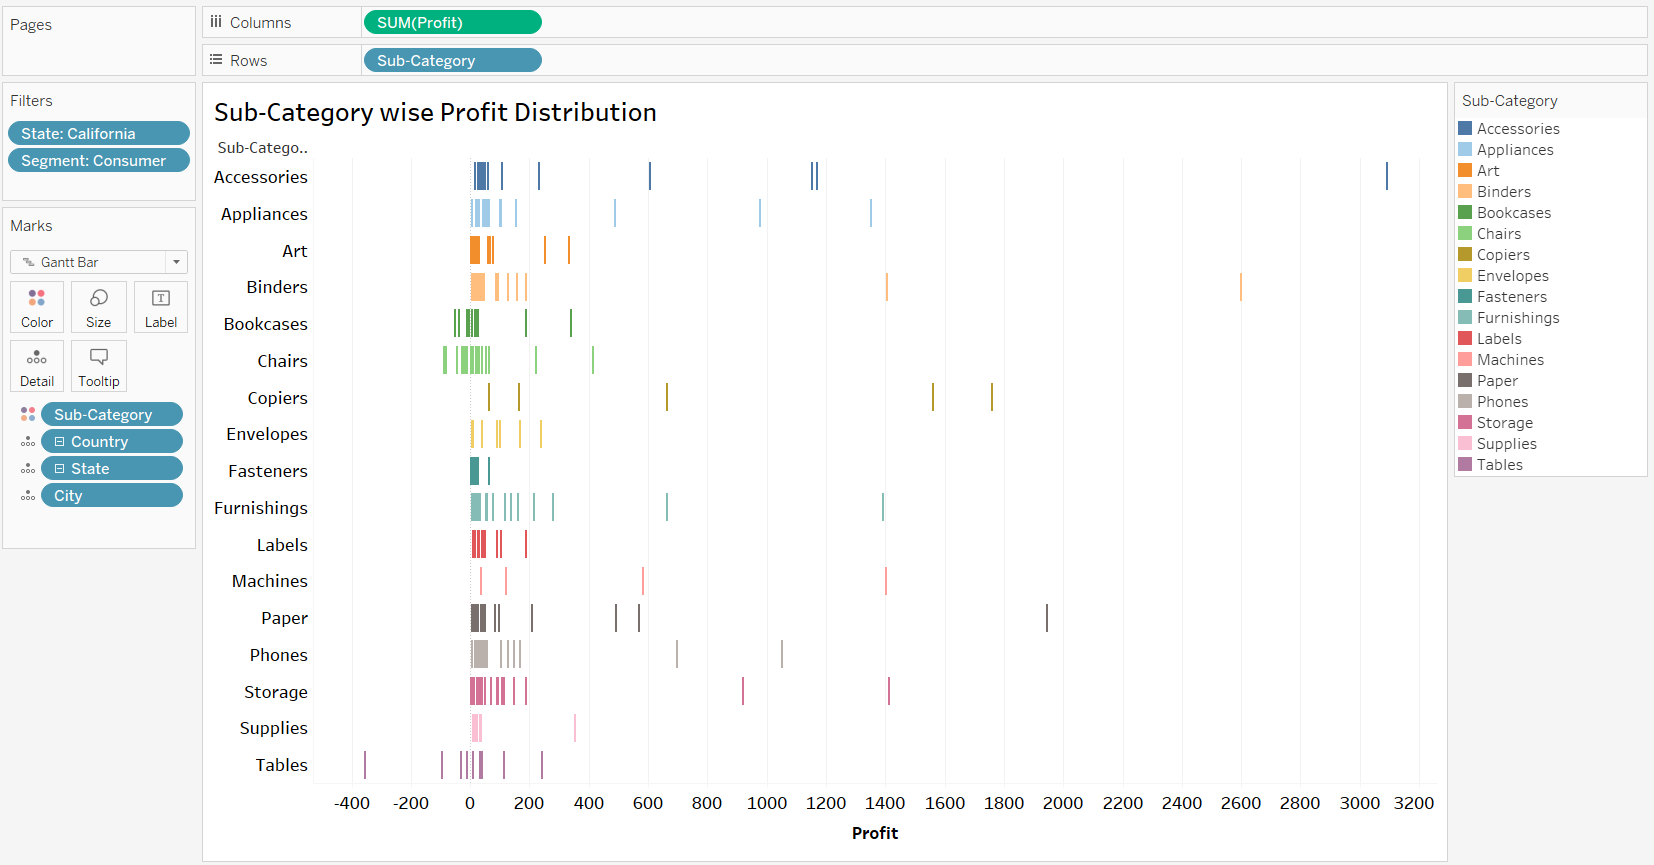 Pages
Columns
SUM(Profit)
Rows
Sub-Category
Filters
State: California
Segment: Consumer
Marks
Gantt Bar
Color
Size
Label
Detail
Tooltip
Sub-Category
Country
State
City
Sub-Category wise Profit Distribution
Sub-Catego..
Accessories
Appliances
Art
Binders
Bookcases
Chairs
Copiers
Envelopes
Fasteners
Furnishings
Labels
Machines
Paper
Phones
Storage
Supplies
Tables
-400 -200 0 200 400 600 800 1000 1200 1400 1600 1800 2000 2200 2400 2600 2800 3000 3200
Profit
Sub-Category
Accessories
Appliances
Art
Binders
Bookcases
Chairs
Copiers
Envelopes
Fasteners
Furnishings
Labels
Machines
Paper
Phones
Storage
Supplies
Tables